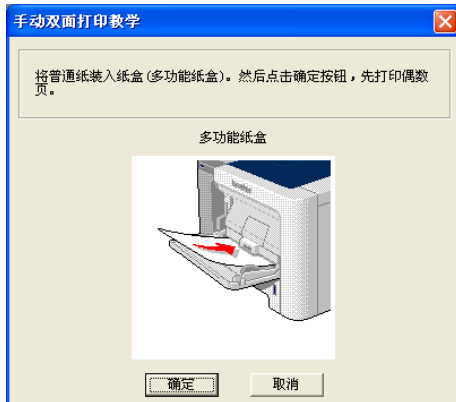 手动双面打印教学
将普通纸装入纸盒(多功能纸盒)。然后点击确定按钮，先打印偶数
页。
多功能纸盒
确定
取消